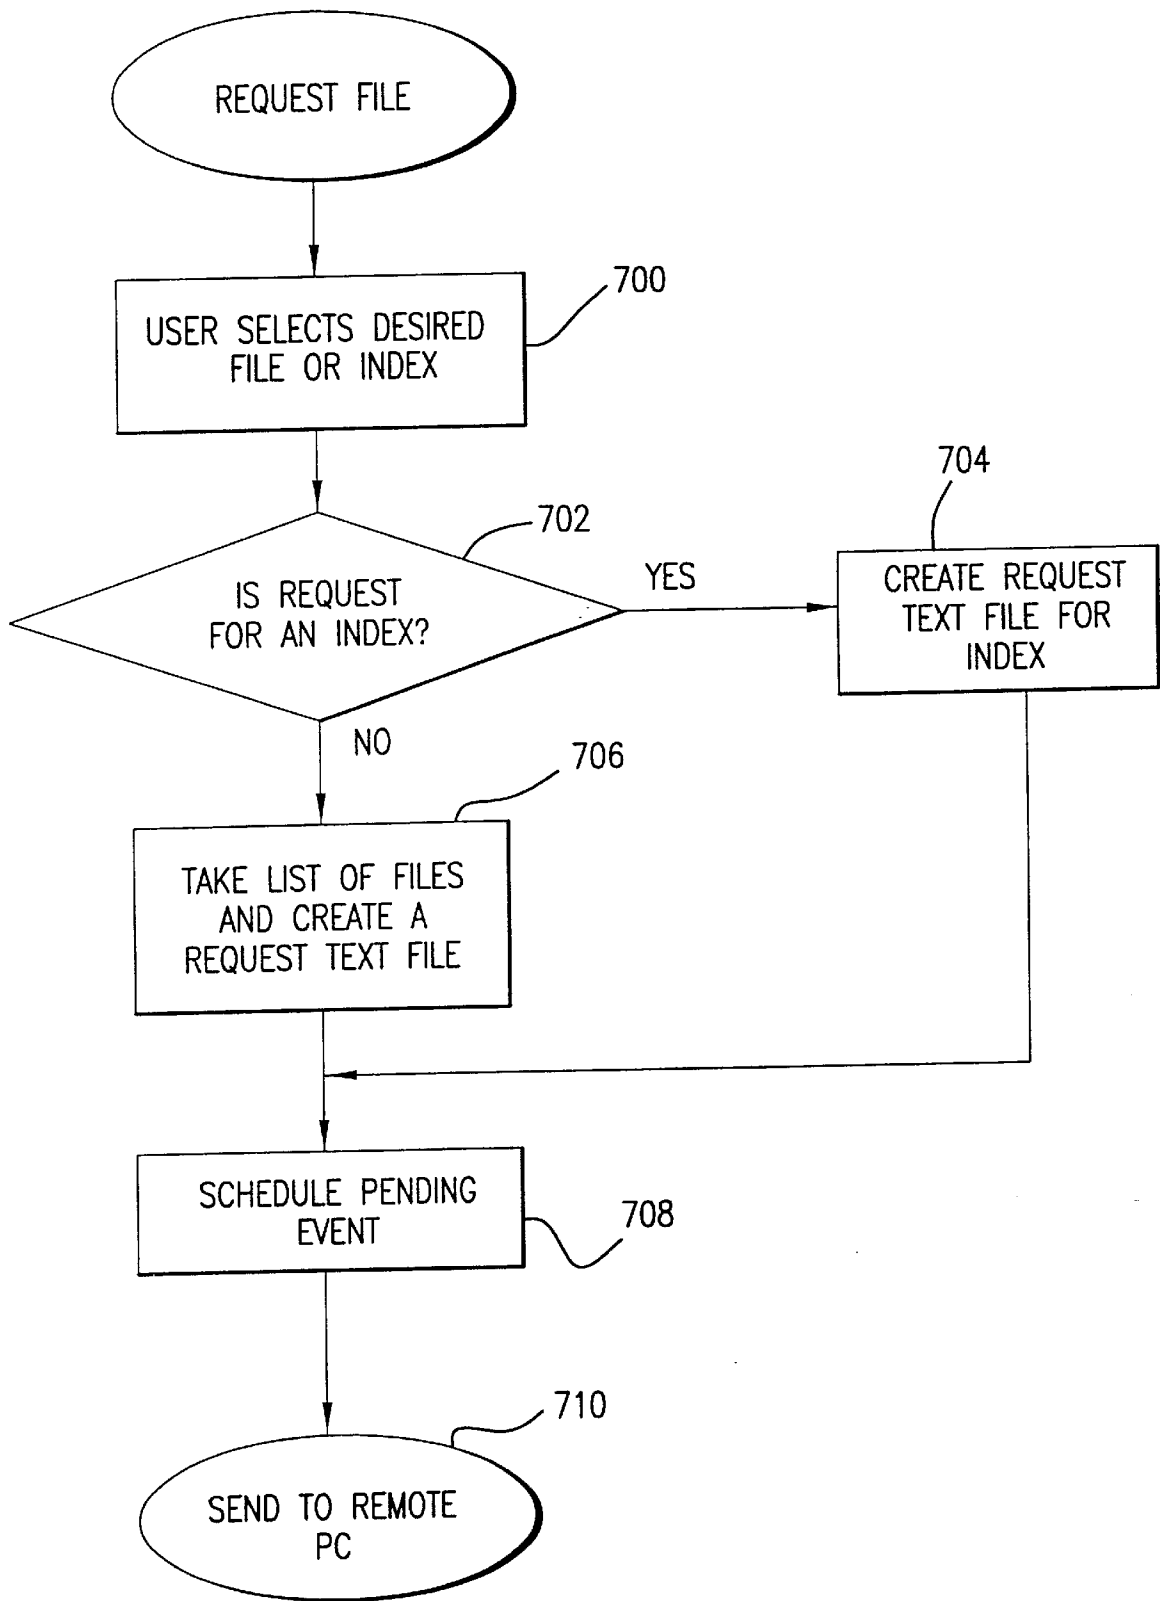 REQUEST FILE
700
USER SELECTS DESIRED
FILE OR INDEX
702
IS REQUEST
FOR AN INDEX?
YES
704
CREATE REQUEST
TEXT FILE FOR
INDEX
NO
706
TAKE LIST OF FILES
AND CREATE A
REQUEST TEXT FILE
SCHEDULE PENDING
EVENT
708
710
SEND TO REMOTE
PC